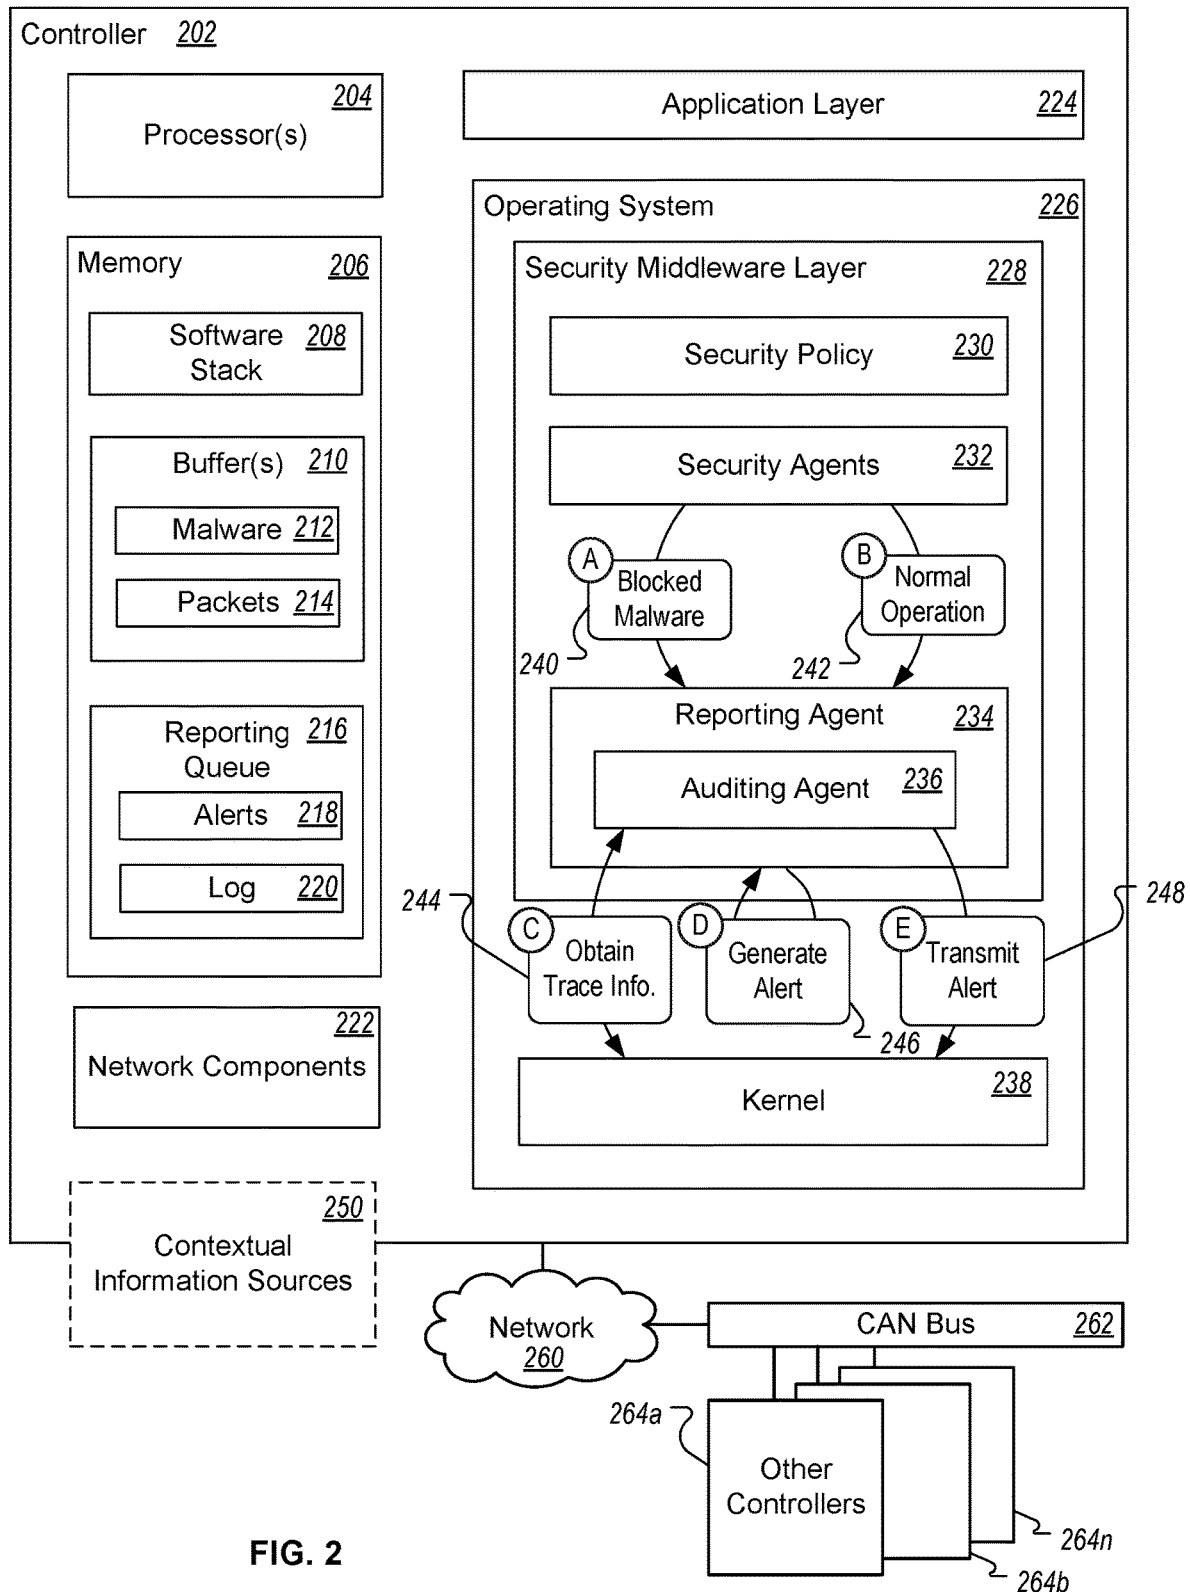 Controller 202
204
Processor(s)
Application Layer 224
Operating System 226
Memory 206
Security Middleware Layer 228
Software 208
Stack
Security Policy 230
Buffer(s) 210
Security Agents 232
Malware 212
Packets 214
A
Blocked
Malware
240
B
Normal
Operation
242
Reporting 216
Queue
Alerts 218
Log 220
Reporting Agent 234
Auditing Agent 236
244
248
C
Obtain
Trace Info.
D
Generate
Alert
246
E
Transmit
Alert
222
Network Components
Kernel 238
250
Contextual
Information Sources
Network
260
CAN Bus 262
264a
Other
Controllers
264n
264b
FIG. 2